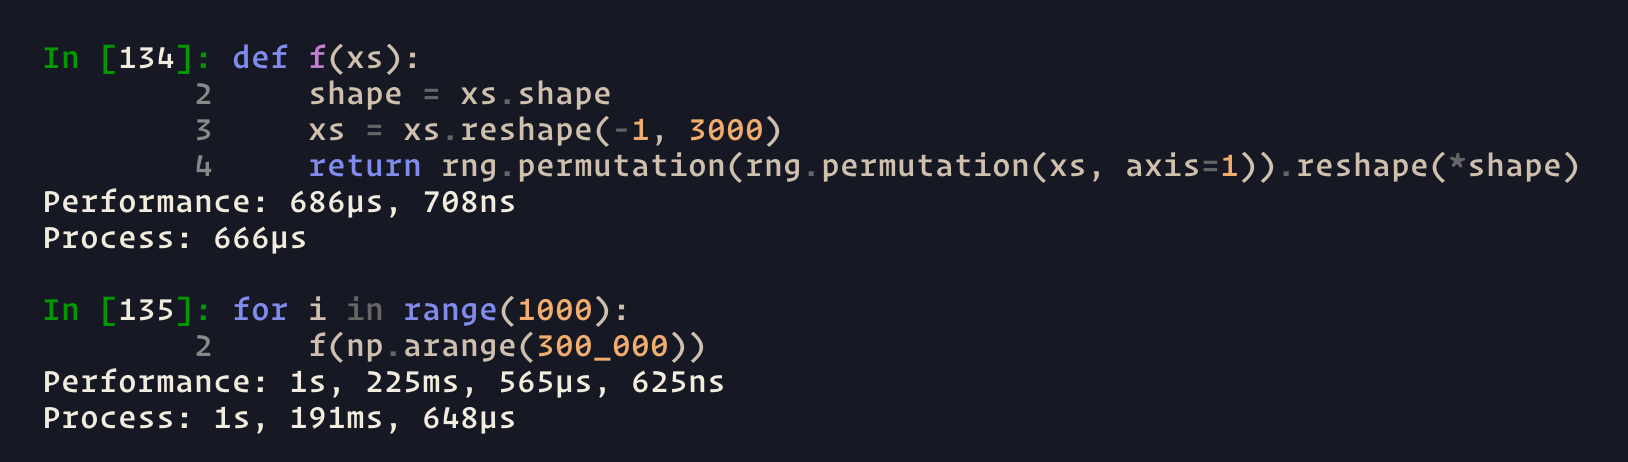 In [134]: def f(xs):
        2     shape = xs.shape
        3     xs = xs.reshape(-1, 3000)
        4     return rng.permutation(rng.permutation(xs, axis=1)).reshape(*shape)
Performance: 686µs, 708ns
Process: 666µs
In [135]: for i in range(1000):
        2     f(np.arange(300_000))
Performance: 1s, 225ms, 565µs, 625ns
Process: 1s, 191ms, 648µs